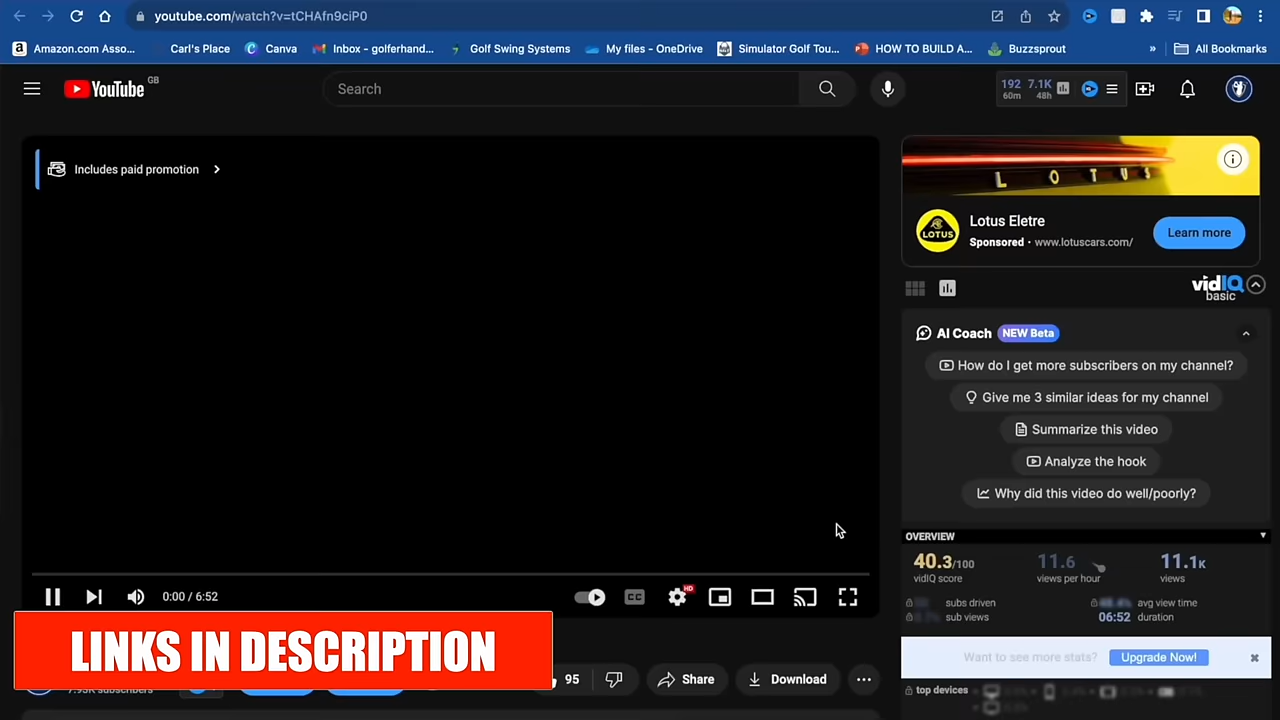 youtube.com/watch?v=tCHAfn9ciP0
a Amazon.com Asso... Carl's Place C Canva Inbox - golferhand... Golf Swing Systems My files - OneDrive Simulator Golf Tou... HOW TO BUILD A... Buzzsprout » All Bookmarks
YouTube GB
Search
192 7.1K
60m 48h
Includes paid promotion
LOTUS
LOTUS
Lotus Eletre
Sponsored · www.lotuscars.com/
Learn more
vidIQ
basic
AI Coach NEW Beta
How do I get more subscribers on my channel?
Give me 3 similar ideas for my channel
Summarize this video
Analyze the hook
Why did this video do well/poorly?
OVERVIEW
40.3/100 11.6 11.1K
vidIQ score views per hour views
subs driven avg view time
sub views 06:52 duration
0:00 / 6:52 CC HD
LINKS IN DESCRIPTION
Want to see more stats? Upgrade Now!
95 Share Download
subscribers
top devices